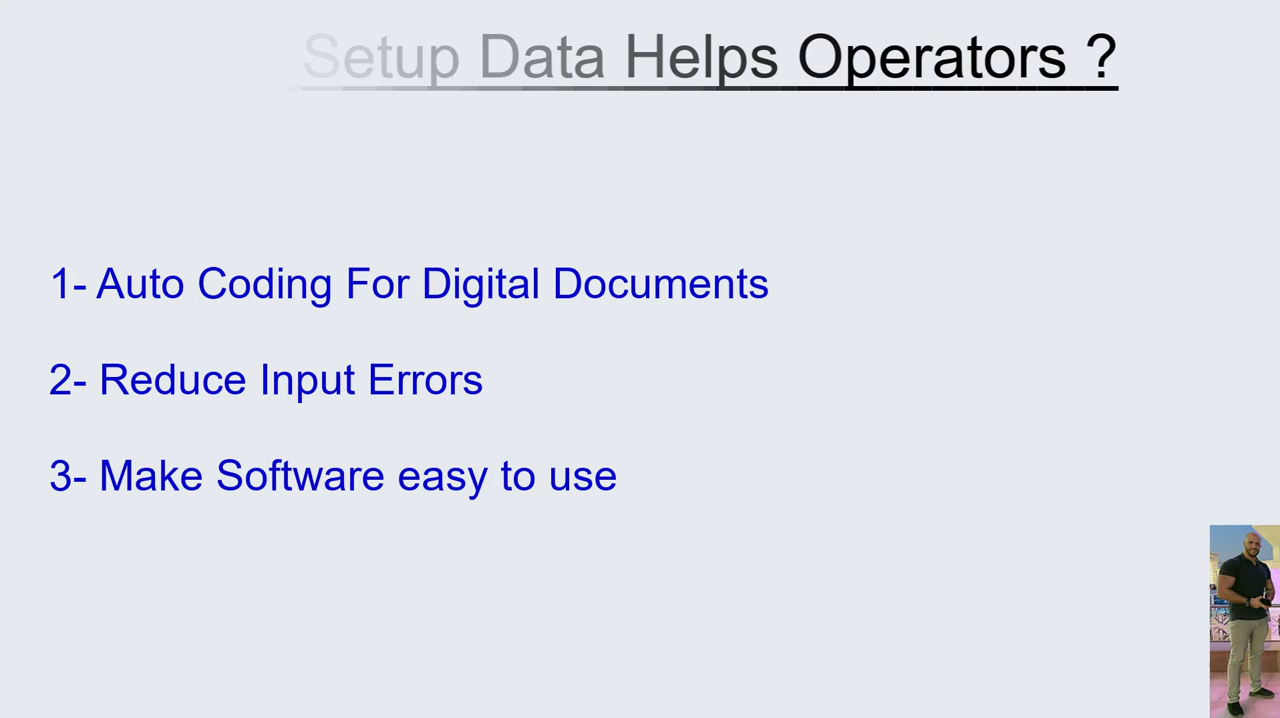 Setup Data Helps Operators ?
1- Auto Coding For Digital Documents
2- Reduce Input Errors
3- Make Software easy to use